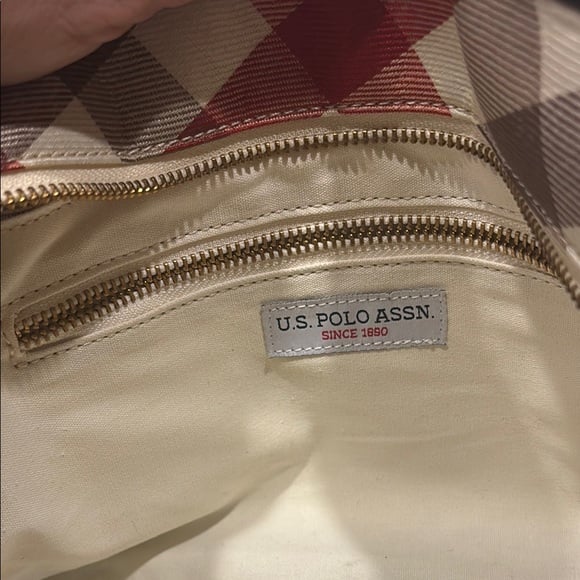 U.S. POLO ASSN.
SINCE 1890